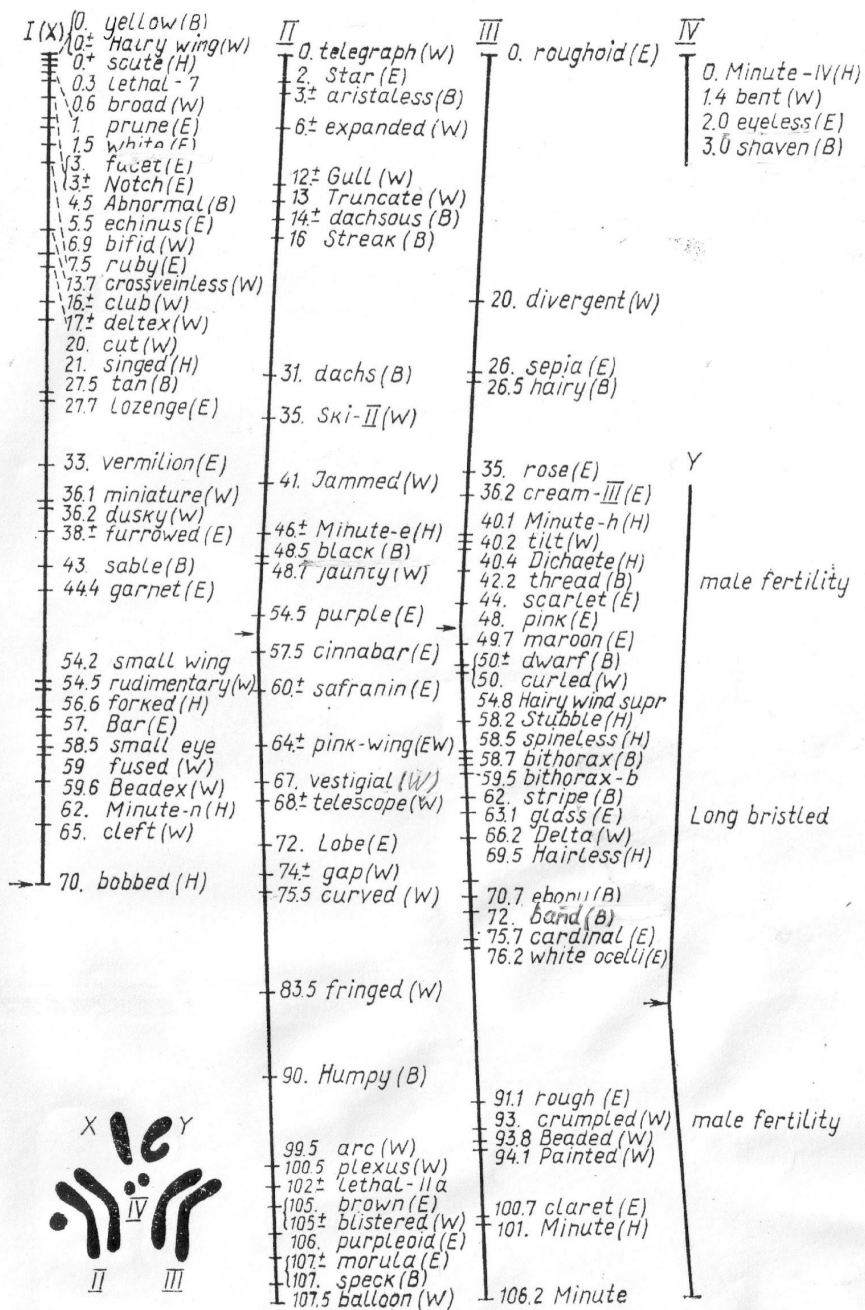 I (X)
0. yellow (B)
0± Hairy wing (W)
0.+ scute (H)
0.3 lethal-7
0.6 broad (W)
1. prune (E)
1.5 white (E)
3. facet (E)
3± Notch (E)
4.5 Abnormal (B)
5.5 echinus (E)
6.9 bifid (W)
7.5 ruby (E)
13.7 crossveinless (W)
16± club (W)
17± deltex (W)
20. cut (W)
21. singed (H)
27.5 tan (B)
27.7 Lozenge (E)
33. vermilion (E)
36.1 miniature (W)
36.2 dusky (W)
38± furrowed (E)
43. sable (B)
44.4 garnet (E)
54.2 small wing
54.5 rudimentary (W)
56.6 forked (H)
57. Bar (E)
58.5 small eye
59 fused (W)
59.6 Beadex (W)
62. Minute-n (H)
65. cleft (W)
70. bobbed (H)
II
0. telegraph (W)
2. Star (E)
3± aristaless (B)
6± expanded (W)
12± Gull (W)
13 Truncate (W)
14± dachsous (B)
16 Streak (B)
31. dachs (B)
35. Ski-II (W)
41. Jammed (W)
46± Minute-e (H)
48.5 black (B)
48.7 jaunty (W)
54.5 purple (E)
57.5 cinnabar (E)
60± safranin (E)
64± pink-wing (EW)
67. vestigial (W)
68± telescope (W)
72. Lobe (E)
74± gap (W)
75.5 curved (W)
83.5 fringed (W)
90. Humpy (B)
99.5 arc (W)
100.5 plexus (W)
102± lethal-IIa
105. brown (E)
105± blistered (W)
106. purpleoid (E)
107± morula (E)
107. speck (B)
107.5 balloon (W)
III
0. roughoid (E)
20. divergent (W)
26. sepia (E)
26.5 hairy (B)
35. rose (E)
36.2 cream-III (E)
40.1 Minute-h (H)
40.2 tilt (W)
40.4 Dichaete (H)
42.2 thread (B)
44. scarlet (E)
48. pink (E)
49.7 maroon (E)
50± dwarf (B)
50. curled (W)
54.8 Hairy wind supr
58.2 Stubble (H)
58.5 spineless (H)
58.7 bithorax (B)
59.5 bithorax-b
62. stripe (B)
63.1 glass (E)
66.2 Delta (W)
69.5 Hairless (H)
70.7 ebony (B)
72. band (B)
75.7 cardinal (E)
76.2 white ocelli (E)
91.1 rough (E)
93. crumpled (W)
93.8 Beaded (W)
94.1 Painted (W)
100.7 claret (E)
101. Minute (H)
106.2 Minute
IV
0. Minute-IV (H)
1.4 bent (W)
2.0 eyeless (E)
3.0 shaven (B)
Y
male fertility
Long bristled
male fertility
X Y
IV
II III